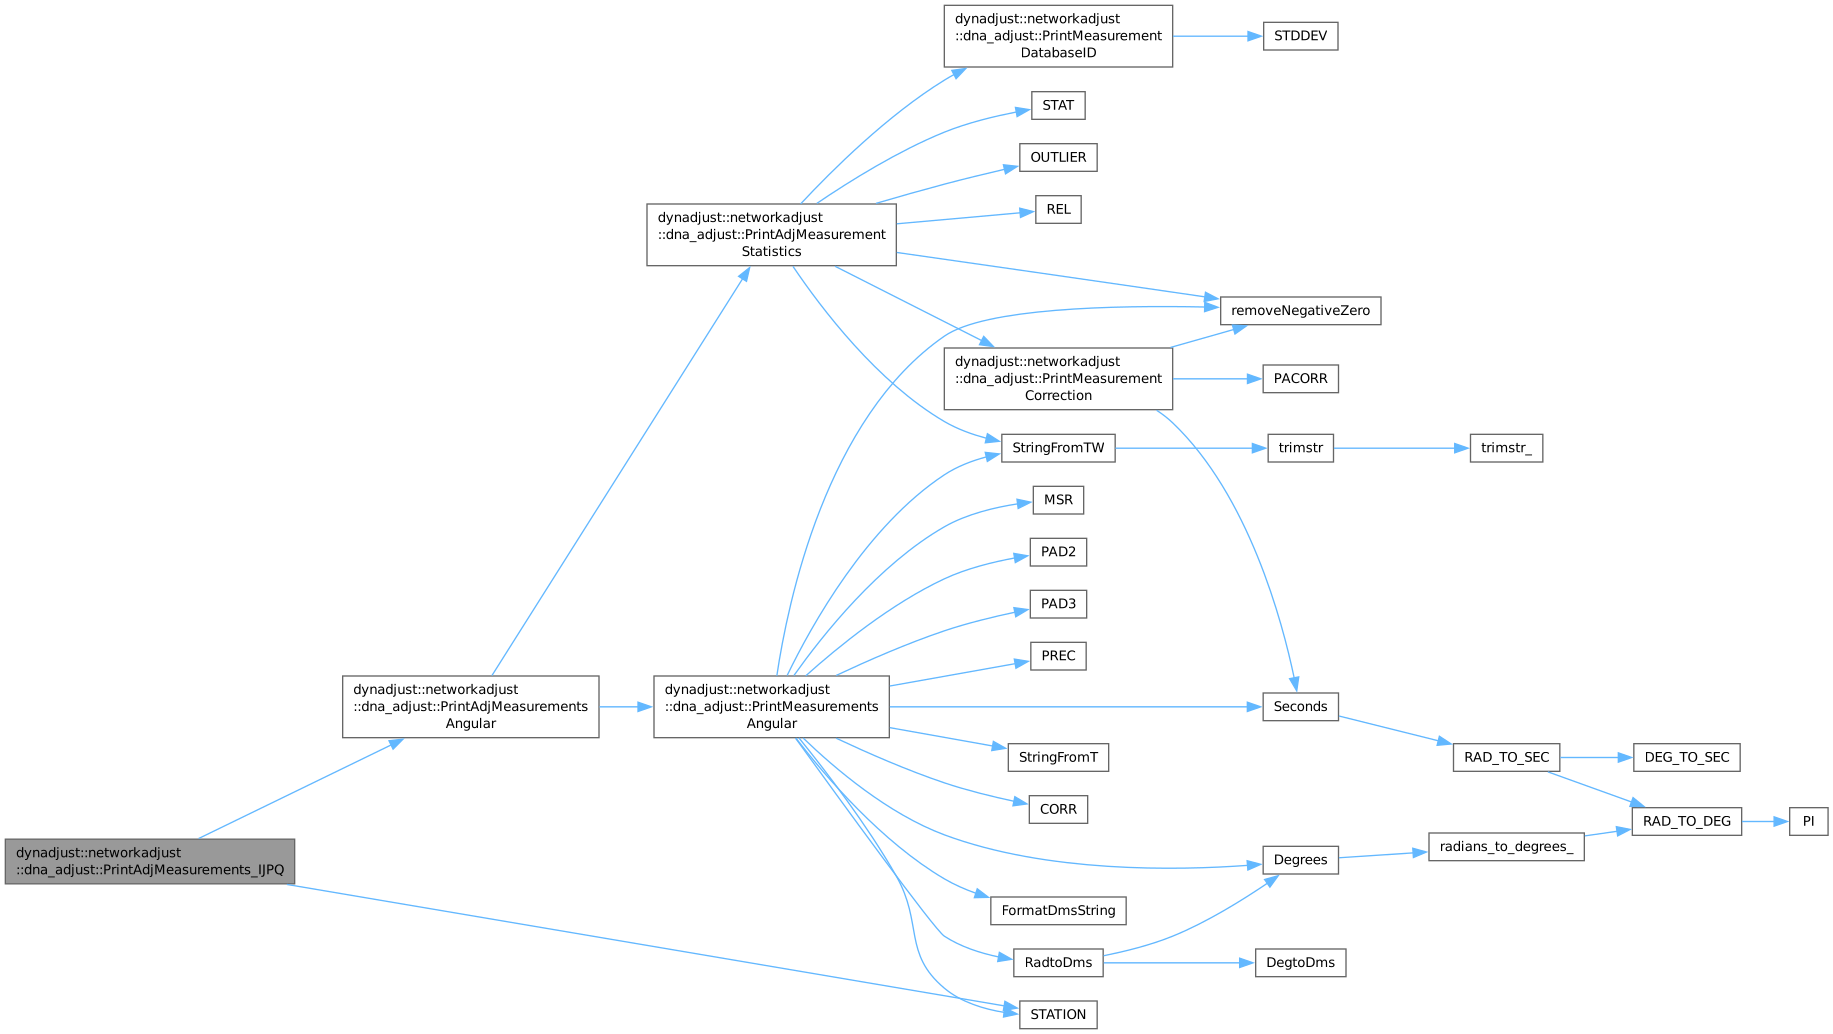 dynadjust::networkadjust
::dna_adjust::PrintMeasurement
DatabaseID
STDDEV
STAT
OUTLIER
REL
dynadjust::networkadjust
::dna_adjust::PrintAdjMeasurement
Statistics
removeNegativeZero
dynadjust::networkadjust
::dna_adjust::PrintMeasurement
Correction
PACORR
StringFromTW
trimstr
trimstr_
MSR
PAD2
PAD3
PREC
dynadjust::networkadjust
::dna_adjust::PrintAdjMeasurements
Angular
dynadjust::networkadjust
::dna_adjust::PrintMeasurements
Angular
Seconds
StringFromT
RAD_TO_SEC
DEG_TO_SEC
CORR
RAD_TO_DEG
PI
dynadjust::networkadjust
::dna_adjust::PrintAdjMeasurements_IJPQ
Degrees
radians_to_degrees_
FormatDmsString
RadtoDms
DegtoDms
STATION